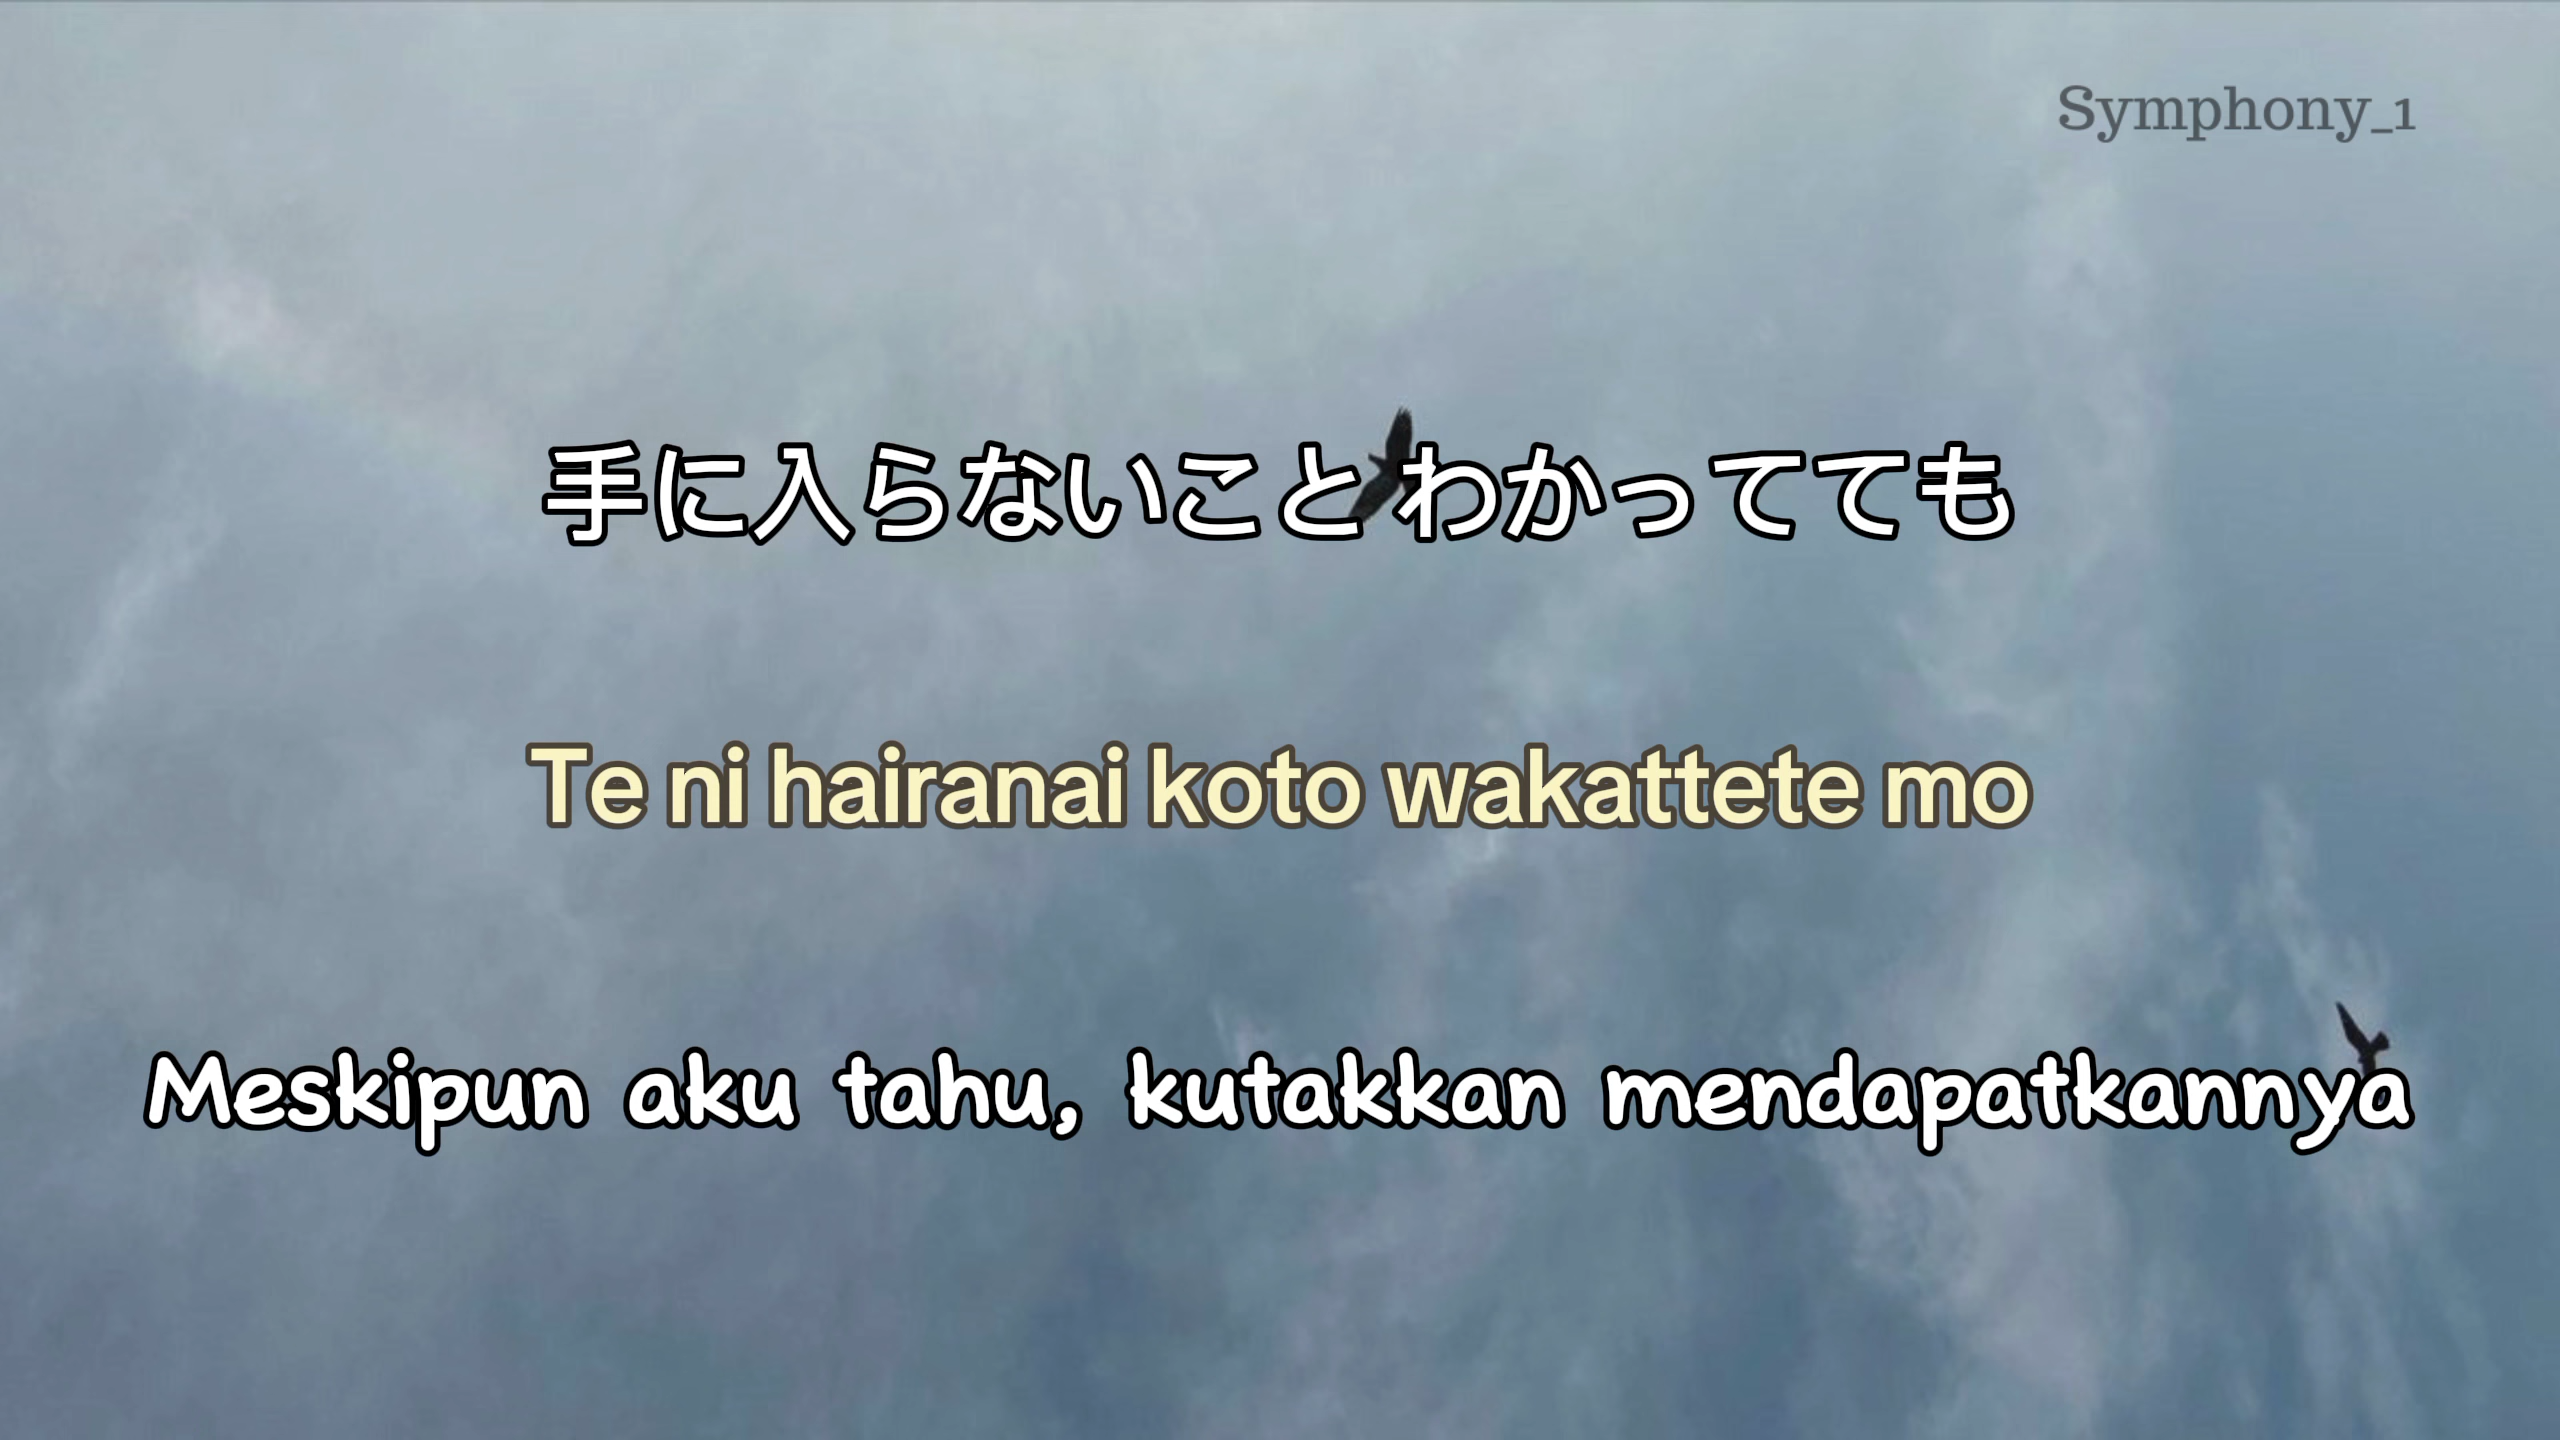 Symphony_1
手に入らないこと わかってても
Te ni hairanai koto wakattete mo
Meskipun aku tahu, kutakkan mendapatkannya